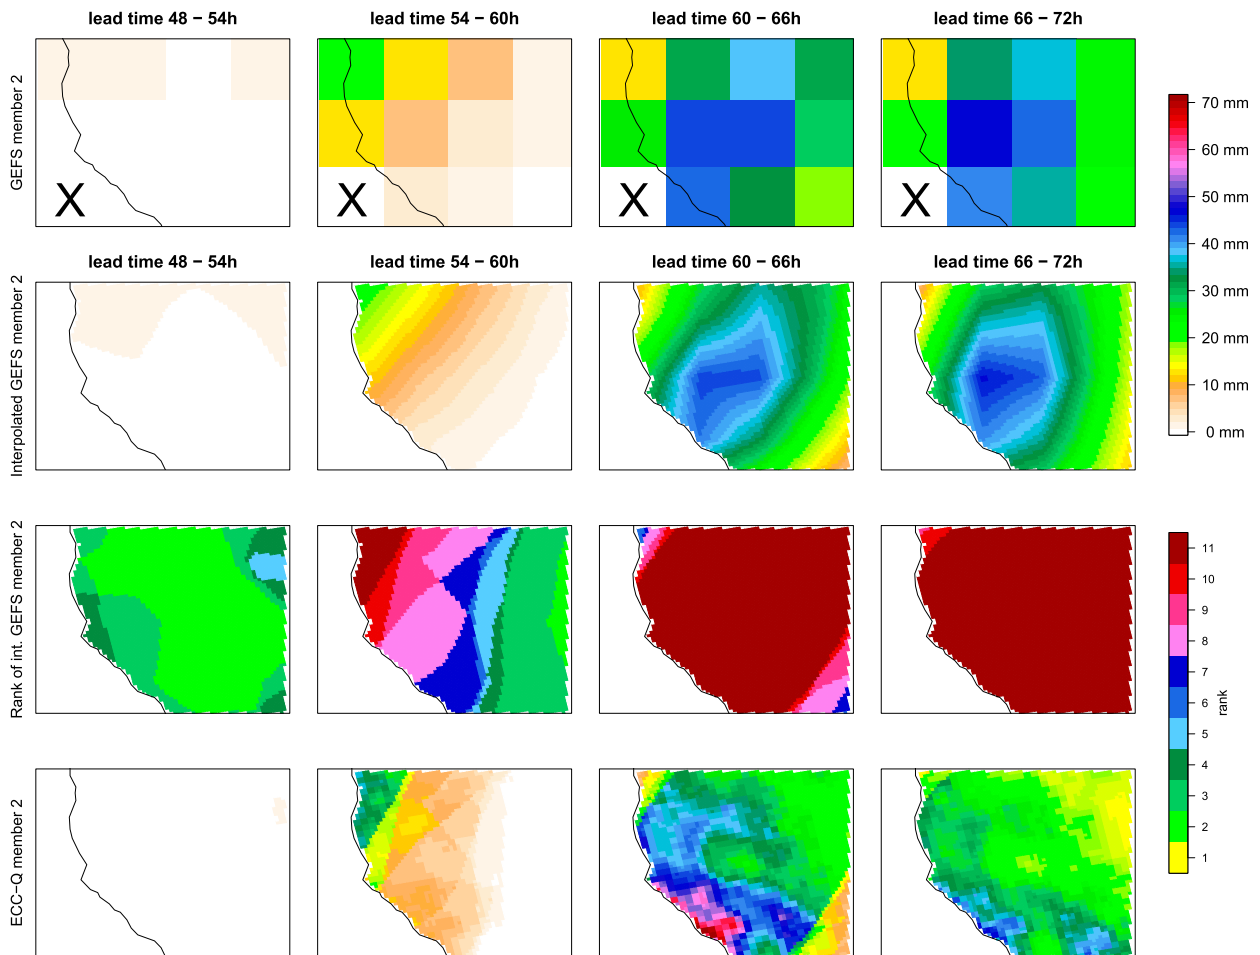 lead time 48 − 54h
lead time 54 − 60h
lead time 60 − 66h
lead time 66 − 72h
GEFS member 2
X
X
X
X
70 mm
60 mm
50 mm
40 mm
30 mm
20 mm
10 mm
0 mm
lead time 48 − 54h
lead time 54 − 60h
lead time 60 − 66h
lead time 66 − 72h
Interpolated GEFS member 2
Rank of int. GEFS member 2
11
10
9
8
7
6
5
4
3
2
1
rank
ECC−Q member 2